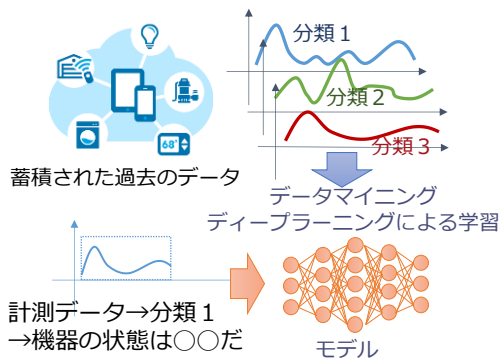 68°
分類１
分類２
分類３
蓄積された過去のデータ
データマイニング
ディープラーニングによる学習
計測データ→分類１
→機器の状態は○○だ
モデル